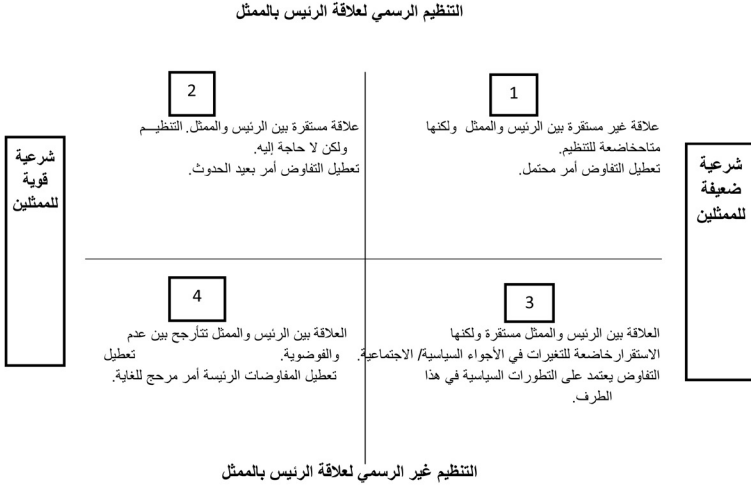 التنظيم الرسمي لعلاقة الرئيس بالممثل
1
علاقة غير مستقرة بين الرئيس والممثل ولكنها
متاحخاضعة للتنظيم.
تعطيل التفاوض أمر محتمل.
2
علاقة مستقرة بين الرئيس والممثل. التنظيم
ولكن لا حاجة إليه.
تعطيل التفاوض أمر بعيد الحدوث.
شرعية
ضعيفة
للممثلين
شرعية
قوية
للممثلين
3
العلاقة بين الرئيس والممثل مستقرة ولكنها
الاستقرارخاضعة للتغيرات في الأجواء السياسية/ الاجتماعية.
التفاوض يعتمد على التطورات السياسية في هذا
الطرف.
4
العلاقة بين الرئيس والممثل تتأرجح بين عدم
والفوضوية. تعطيل
تعطيل المفاوضات الرئيسة أمر مرحج للغاية.
التنظيم غير الرسمي لعلاقة الرئيس بالممثل